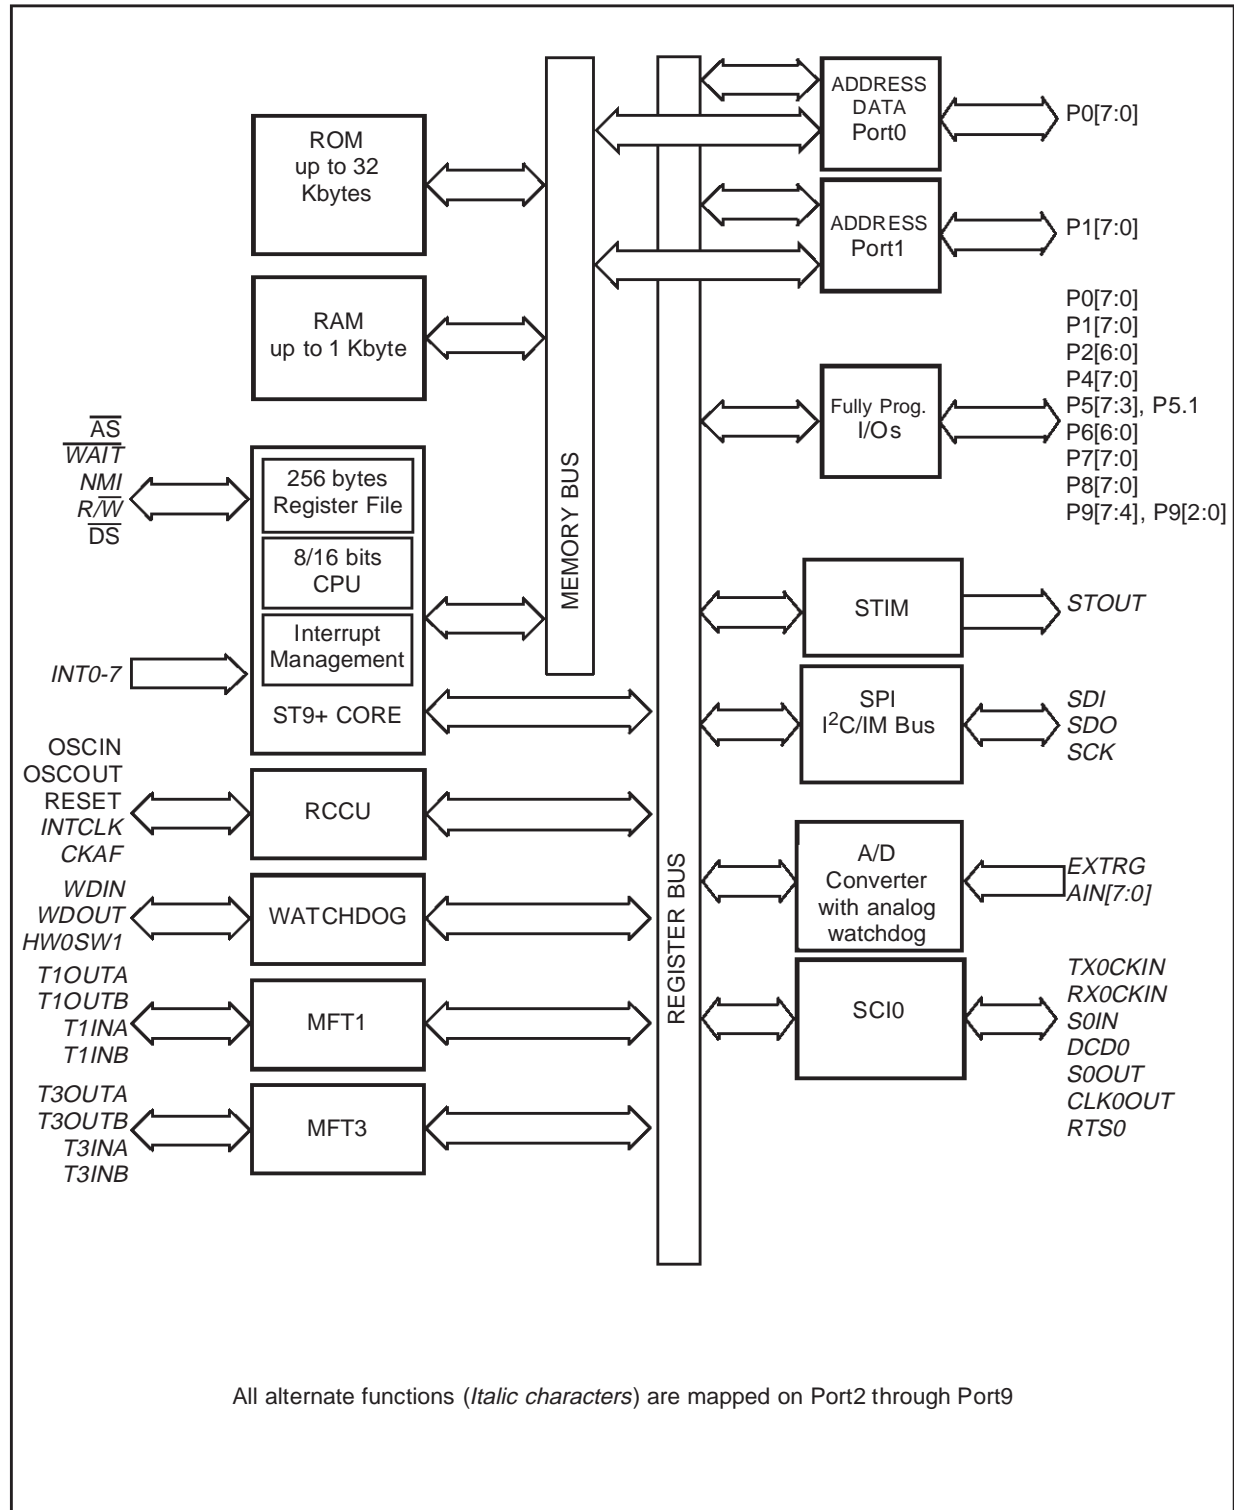 ROM
up to 32
Kbytes
RAM
up to 1 Kbyte
A̅S̅
W̅A̅I̅T̅
NMI
R/W̅
D̅S̅
256 bytes
Register File
8/16 bits
CPU
Interrupt
Management
ST9+ CORE
INT0-7
OSCIN
OSCOUT
RESET
INTCLK
CKAF
RCCU
WDIN
WDOUT
HW0SW1
WATCHDOG
T1OUTA
T1OUTB
T1INA
T1INB
MFT1
T3OUTA
T3OUTB
T3INA
T3INB
MFT3
MEMORY BUS
REGISTER BUS
ADDRESS
DATA
Port0
P0[7:0]
ADDRESS
Port1
P1[7:0]
Fully Prog.
I/Os
P0[7:0]
P1[7:0]
P2[6:0]
P4[7:0]
P5[7:3], P5.1
P6[6:0]
P7[7:0]
P8[7:0]
P9[7:4], P9[2:0]
STIM
STOUT
SPI
I²C/IM Bus
SDI
SDO
SCK
A/D
Converter
with analog
watchdog
EXTRG
AIN[7:0]
SCI0
TX0CKIN
RX0CKIN
S0IN
DCD0
S0OUT
CLK0OUT
RTS0
All alternate functions (Italic characters) are mapped on Port2 through Port9